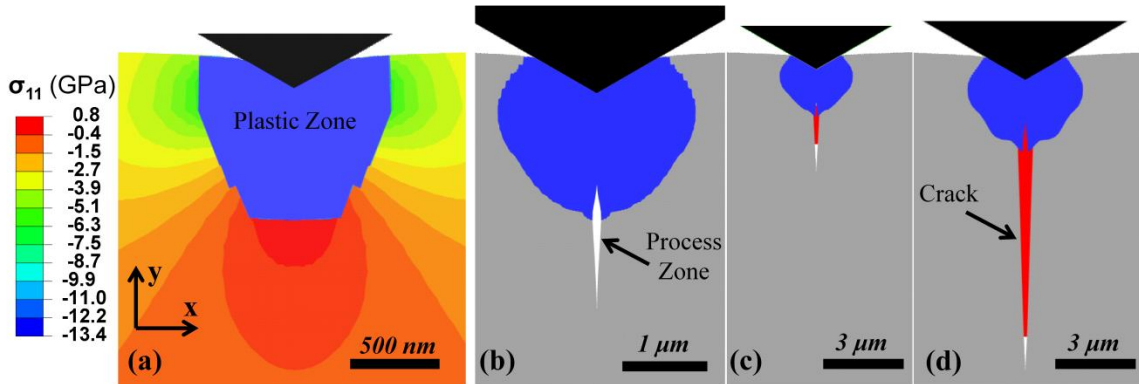 σ11 (GPa)
0.8
-0.4
-1.5
-2.7
-3.9
-5.1
-6.3
-7.5
-8.7
-9.9
-11.0
-12.2
-13.4
Plastic Zone
y
x
(a)
500 nm
Process
Zone
(b)
1 μm
(c)
3 μm
Crack
(d)
3 μm